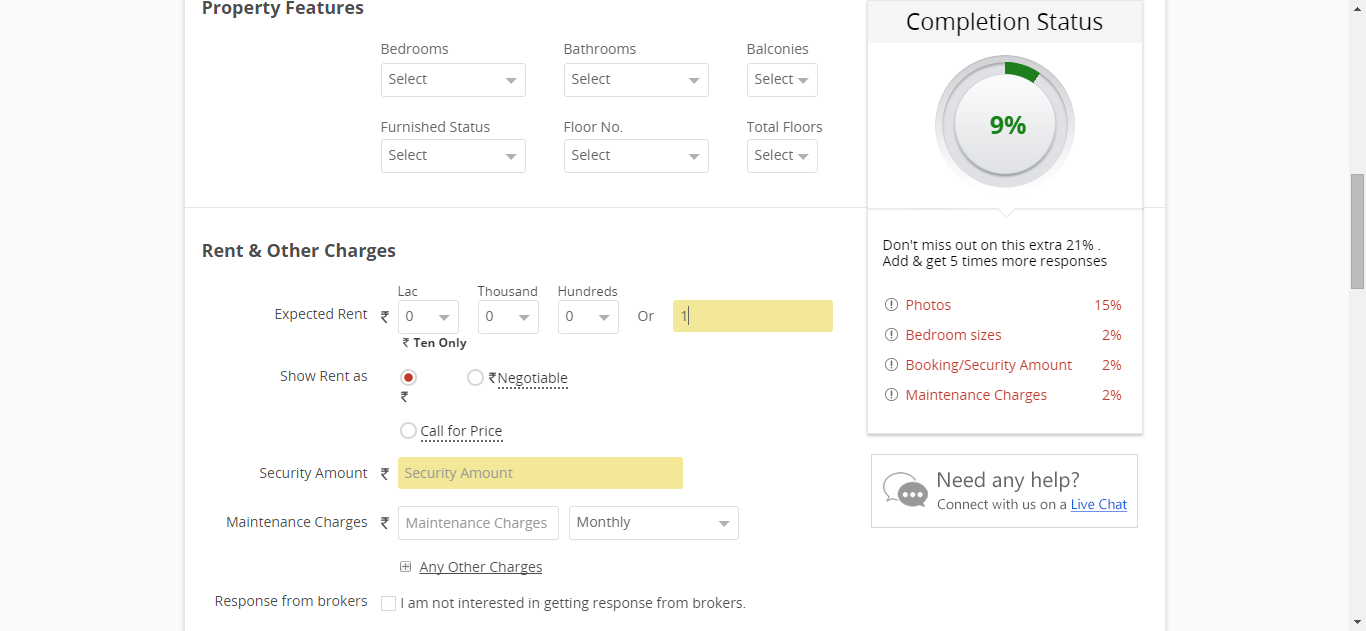 Property Features
Completion Status
Bedrooms Bathrooms Balconies
Select Select Select
9%
Furnished Status Floor No. Total Floors
Select Select Select
Rent & Other Charges
Don't miss out on this extra 21% .
Add & get 5 times more responses
Lac Thousand Hundreds
Expected Rent ₹ 0 0 0 Or 1
₹ Ten Only
Photos 15%
Bedroom sizes 2%
Booking/Security Amount 2%
Maintenance Charges 2%
Show Rent as ₹Negotiable
₹
Call for Price
Security Amount ₹ Security Amount
Maintenance Charges ₹ Maintenance Charges Monthly
Need any help?
Connect with us on a Live Chat
Any Other Charges
Response from brokers I am not interested in getting response from brokers.